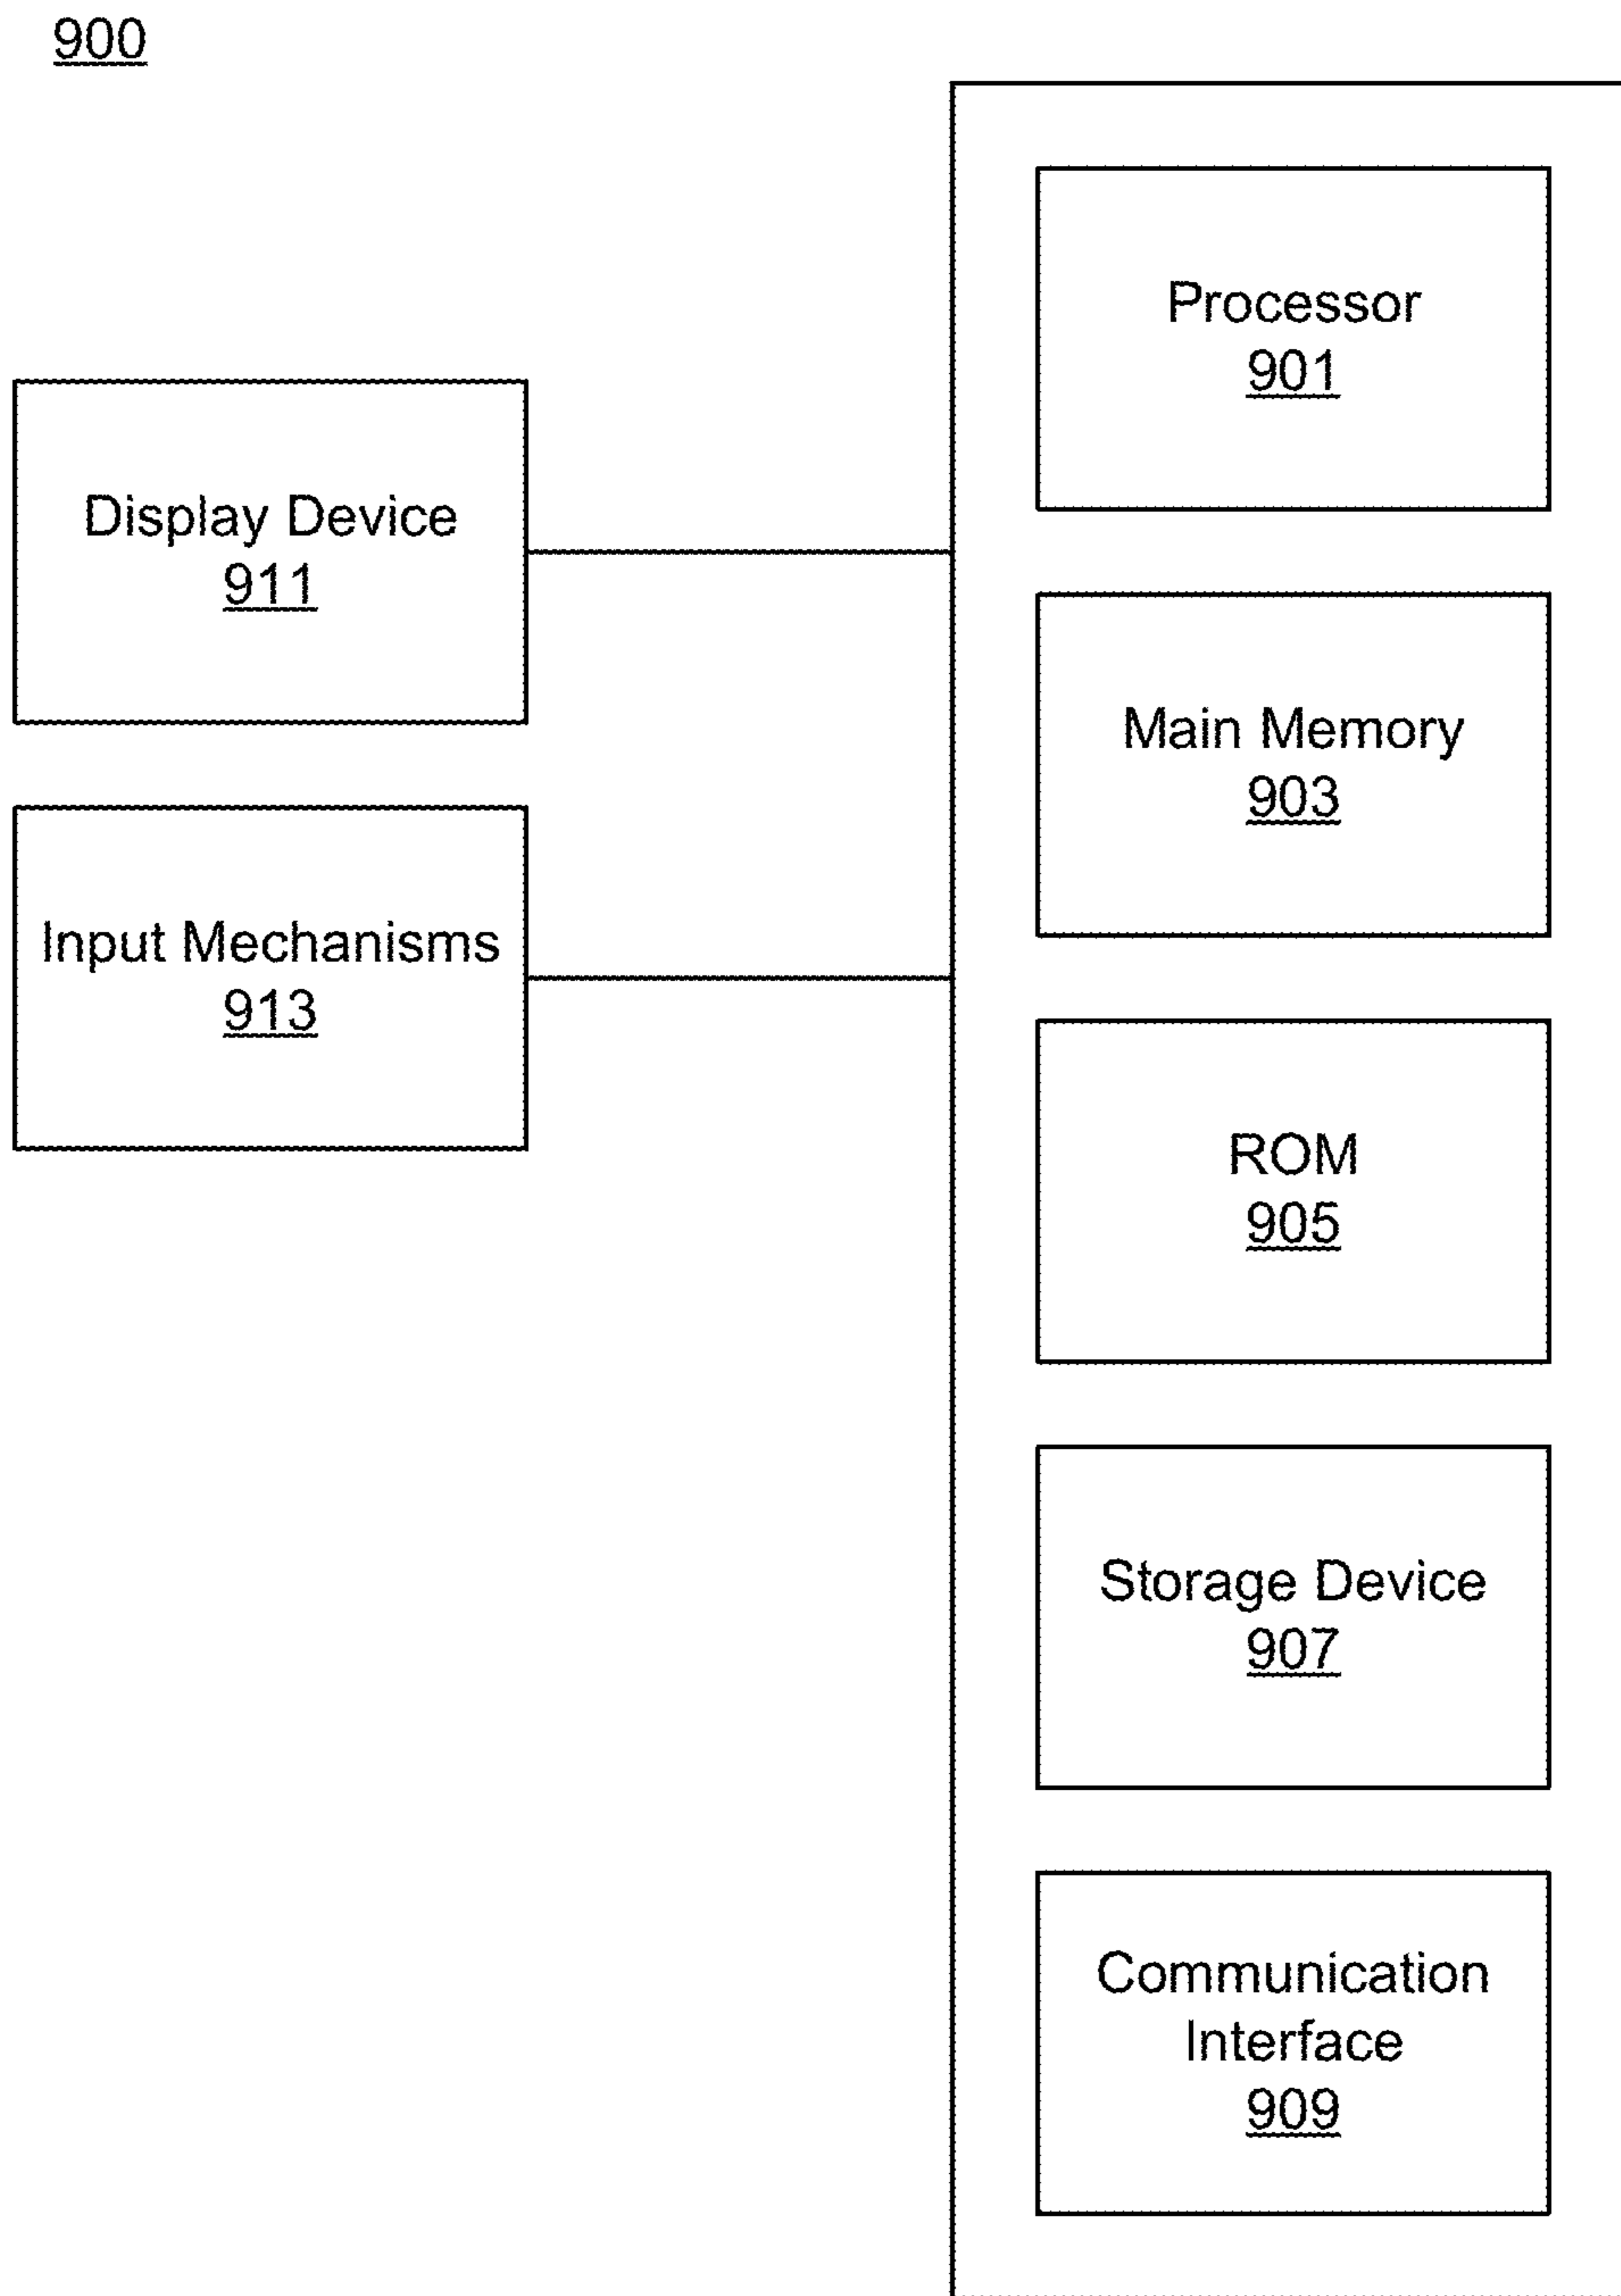 900
Processor
901
Display Device
911
Main Memory
903
Input Mechanisms
913
ROM
905
Storage Device
907
Communication
Interface
909